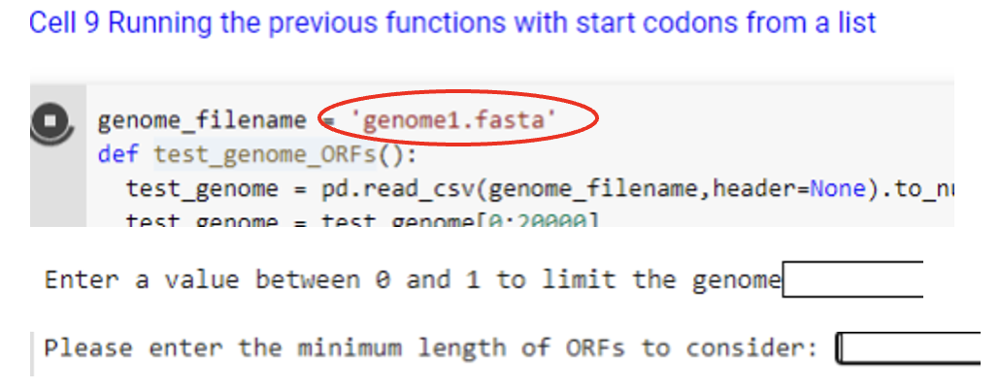 Cell 9 Running the previous functions with start codons from a list
genome_filename = 'genome1.fasta'
def test_genome_ORFs():
test_genome = pd.read_csv(genome_filename,header=None).to_nu
test_genome = test_genome[0:20000]
Enter a value between 0 and 1 to limit the genome
Please enter the minimum length of ORFs to consider: